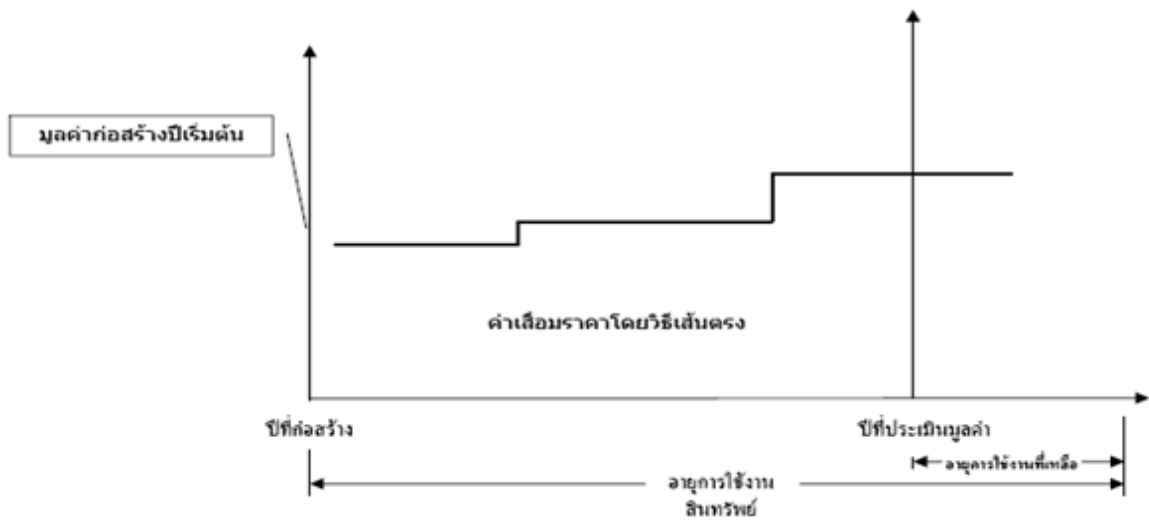 มูลค่าก่อสร้างปีเริ่มต้น
ค่าเสื่อมราคาโดยวิธีเส้นตรง
ปีที่ก่อสร้าง
ปีที่ประเมินมูลค่า
อายุการใช้งานที่เหลือ
อายุการใช้งาน
สินทรัพย์